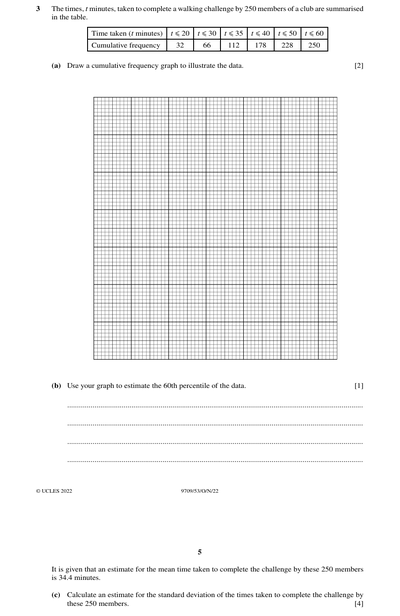 3 The times, t minutes, taken to complete a walking challenge by 250 members of a club are summarised
in the table.
Time taken (t minutes) t ⩽ 20 t ⩽ 30 t ⩽ 35 t ⩽ 40 t ⩽ 50 t ⩽ 60
Cumulative frequency 32 66 112 178 228 250
(a) Draw a cumulative frequency graph to illustrate the data. [2]
(b) Use your graph to estimate the 60th percentile of the data. [1]
© UCLES 2022 9709/53/O/N/22
5
It is given that an estimate for the mean time taken to complete the challenge by these 250 members
is 34.4 minutes.
(c) Calculate an estimate for the standard deviation of the times taken to complete the challenge by
these 250 members. [4]